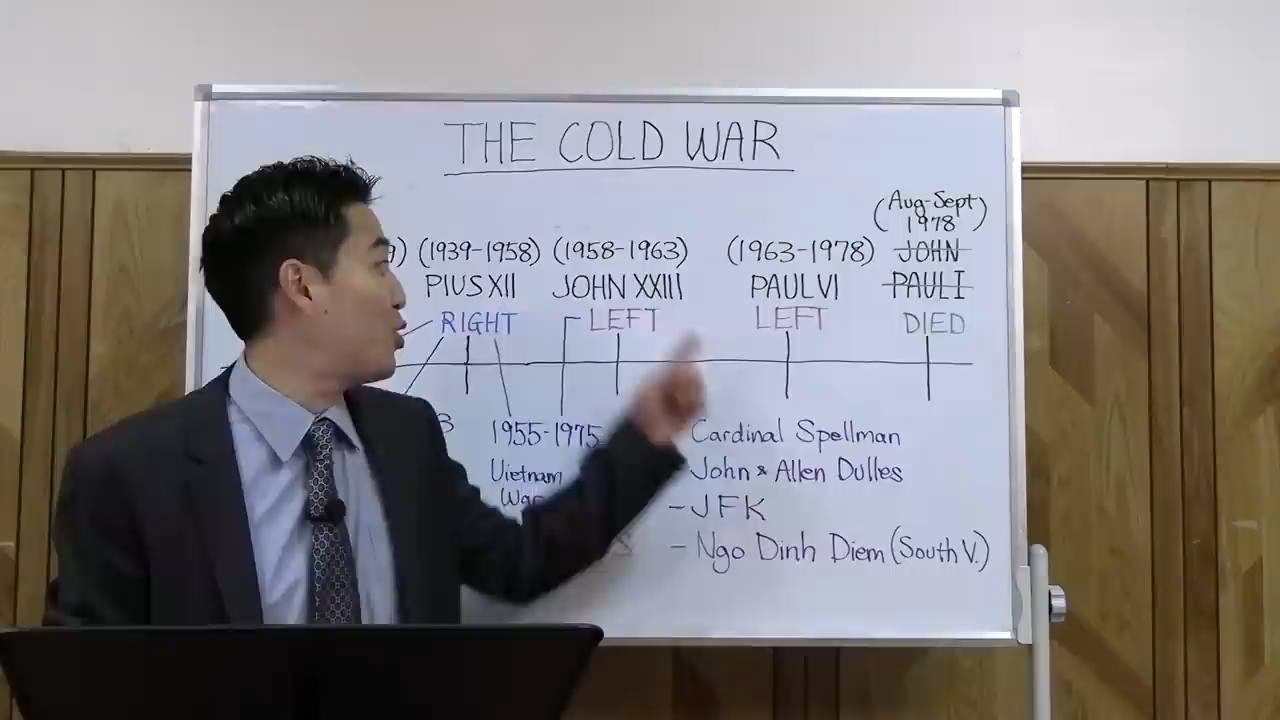 THE COLD WAR
(Aug-Sept)
1978
(1939-1958) (1958-1963) (1963-1978) JOHN
PIUS XII JOHN XXIII PAUL VI PAUL I
RIGHT LEFT LEFT DIED
1955-1975 Cardinal Spellman
Vietnam John & Allen Dulles
War
- JFK
- Ngo Dinh Diem (South V.)